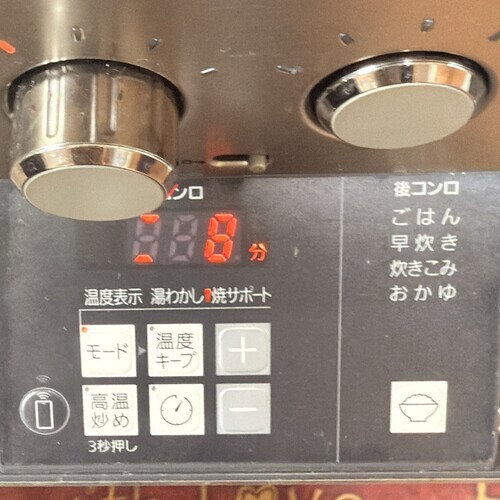 コンロ
後コンロ
8分
ごはん
早炊き
炊きこみ
おかゆ
温度表示 湯わかし 焼サポート
モード
温度
キープ
+
高温
炒め
-
3秒押し